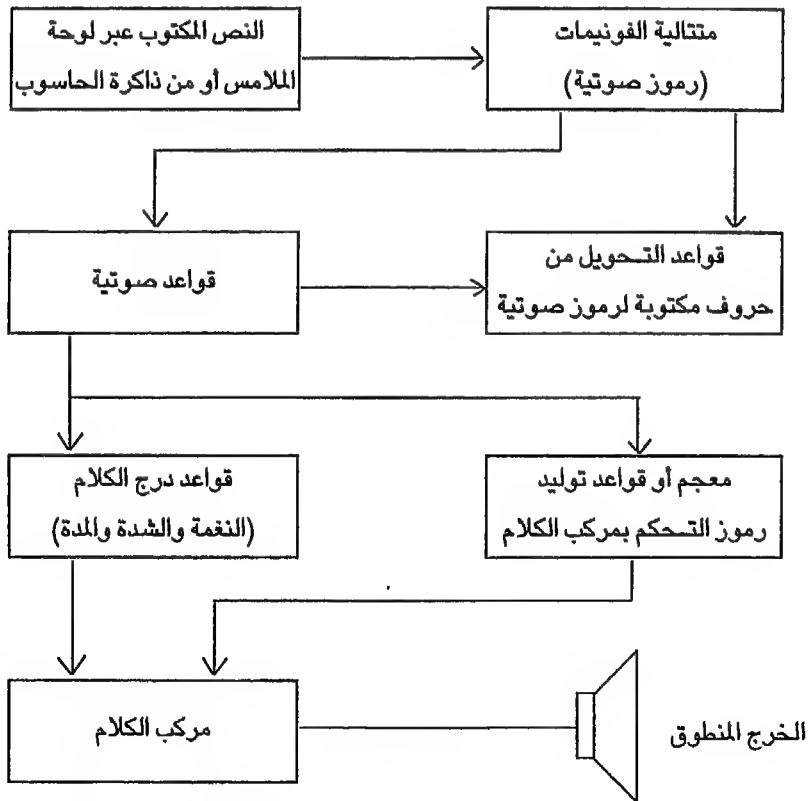 النص المكتوب عبر لوحة
الملامس أو من ذاكرة الحاسوب
متتالية الفونيمات
(رموز صوتية)
قواعد صوتية
قواعد التحويل من
حروف مكتوبة لرموز صوتية
قواعد درج الكلام
(النغمة والشدة والمدة)
معجم أو قواعد توليد
رموز التحكم بمركب الكلام
مركب الكلام
الخرج المنطوق